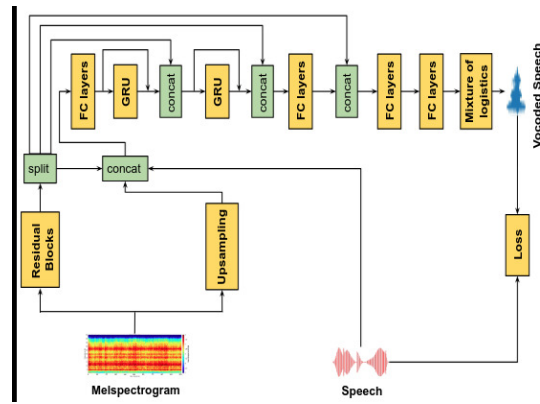 FC layers
GRU
concat
GRU
concat
FC layers
concat
FC layers
FC layers
Mixture of
logistics
Vocoded Speech
split
concat
Residual
Blocks
Upsampling
Loss
Melspectrogram
Speech